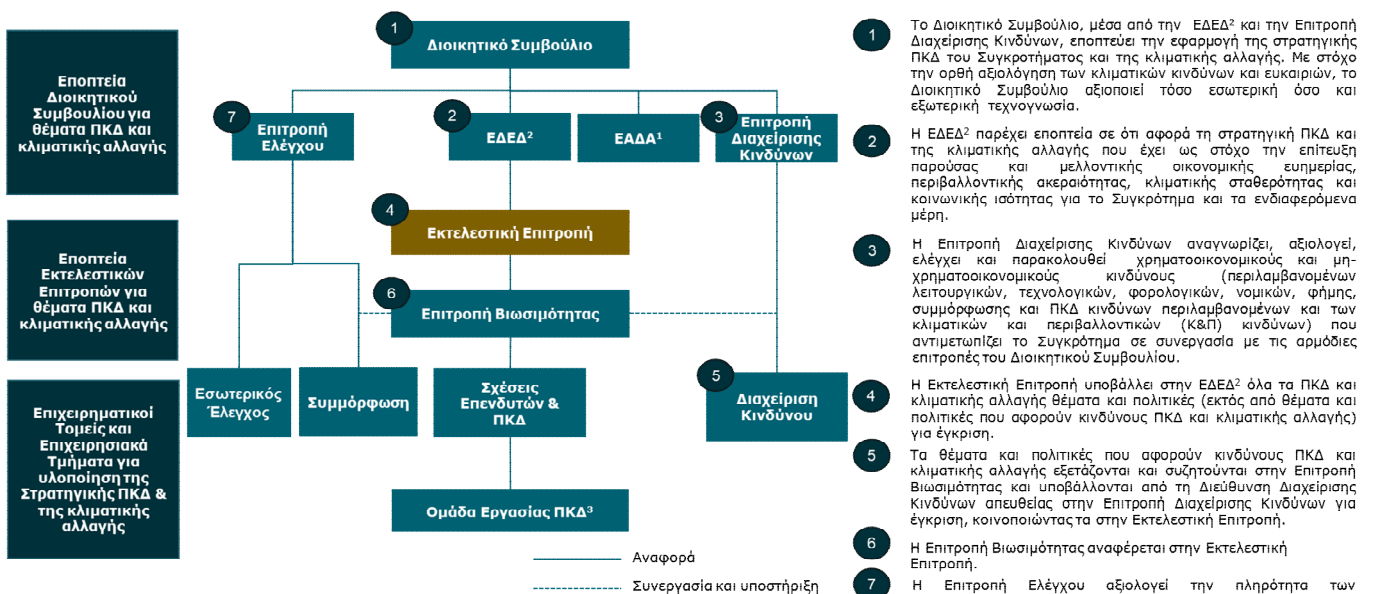 Εποπτεία
Διοικητικού
Συμβουλίου για
θέματα ΠΚΔ και
κλιματικής αλλαγής
Εποπτεία
Εκτελεστικών
Επιτροπών για
θέματα ΠΚΔ και
κλιματικής αλλαγής
Επιχειρηματικοί
Τομείς και
Επιχειρησιακά
Τμήματα για
υλοποίηση της
Στρατηγικής ΠΚΔ &
της κλιματικής
αλλαγής
1
Διοικητικό Συμβούλιο
7
Επιτροπή
Ελέγχου
2
ΕΔΕΔ²
ΕΑΔΑ¹
3
Επιτροπή
Διαχείρισης
Κινδύνων
4
Εκτελεστική Επιτροπή
6
Επιτροπή Βιωσιμότητας
Εσωτερικός
Έλεγχος
Συμμόρφωση
Σχέσεις
Επενδυτών &
ΠΚΔ
5
Διαχείριση
Κινδύνου
Ομάδα Εργασίας ΠΚΔ³
Αναφορά
Συνεργασία και υποστήριξη
1
Το Διοικητικό Συμβούλιο, μέσα από την ΕΔΕΔ² και την Επιτροπή
Διαχείρισης Κινδύνων, εποπτεύει την εφαρμογή της στρατηγικής
ΠΚΔ του Συγκροτήματος και της κλιματικής αλλαγής. Με στόχο
την ορθή αξιολόγηση των κλιματικών κινδύνων και ευκαιριών, το
Διοικητικό Συμβούλιο αξιοποιεί τόσο εσωτερική όσο και
εξωτερική τεχνογνωσία.
2
Η ΕΔΕΔ² παρέχει εποπτεία σε ότι αφορά τη στρατηγική ΠΚΔ και
της κλιματικής αλλαγής που έχει ως στόχο την επίτευξη
παρούσας και μελλοντικής οικονομικής ευημερίας,
περιβαλλοντικής ακεραιότητας, κλιματικής σταθερότητας και
κοινωνικής ισότητας για το Συγκρότημα και τα ενδιαφερόμενα
μέρη.
3
Η Επιτροπή Διαχείρισης Κινδύνων αναγνωρίζει, αξιολογεί,
ελέγχει και παρακολουθεί χρηματοοικονομικούς και μη-
χρηματοοικονομικούς κινδύνους (περιλαμβανομένων
λειτουργικών, τεχνολογικών, φορολογικών, νομικών, φήμης,
συμμόρφωσης και ΠΚΔ κινδύνων περιλαμβανομένων και των
κλιματικών και περιβαλλοντικών (Κ&Π) κινδύνων) που
αντιμετωπίζει το Συγκρότημα σε συνεργασία με τις αρμόδιες
επιτροπές του Διοικητικού Συμβουλίου.
4
Η Εκτελεστική Επιτροπή υποβάλλει στην ΕΔΕΔ² όλα τα ΠΚΔ και
κλιματικής αλλαγής θέματα και πολιτικές (εκτός από θέματα και
πολιτικές που αφορούν κινδύνους ΠΚΔ και κλιματικής αλλαγής)
για έγκριση.
5
Τα θέματα και πολιτικές που αφορούν κινδύνους ΠΚΔ και
κλιματικής αλλαγής εξετάζονται και συζητούνται στην Επιτροπή
Βιωσιμότητας και υποβάλλονται από τη Διεύθυνση Διαχείρισης
Κινδύνων απευθείας στην Επιτροπή Διαχείρισης Κινδύνων για
έγκριση, κοινοποιώντας τα στην Εκτελεστική Επιτροπή.
6
Η Επιτροπή Βιωσιμότητας αναφέρεται στην Εκτελεστική
Επιτροπή.
7
Η Επιτροπή Ελέγχου αξιολογεί την πληρότητα των